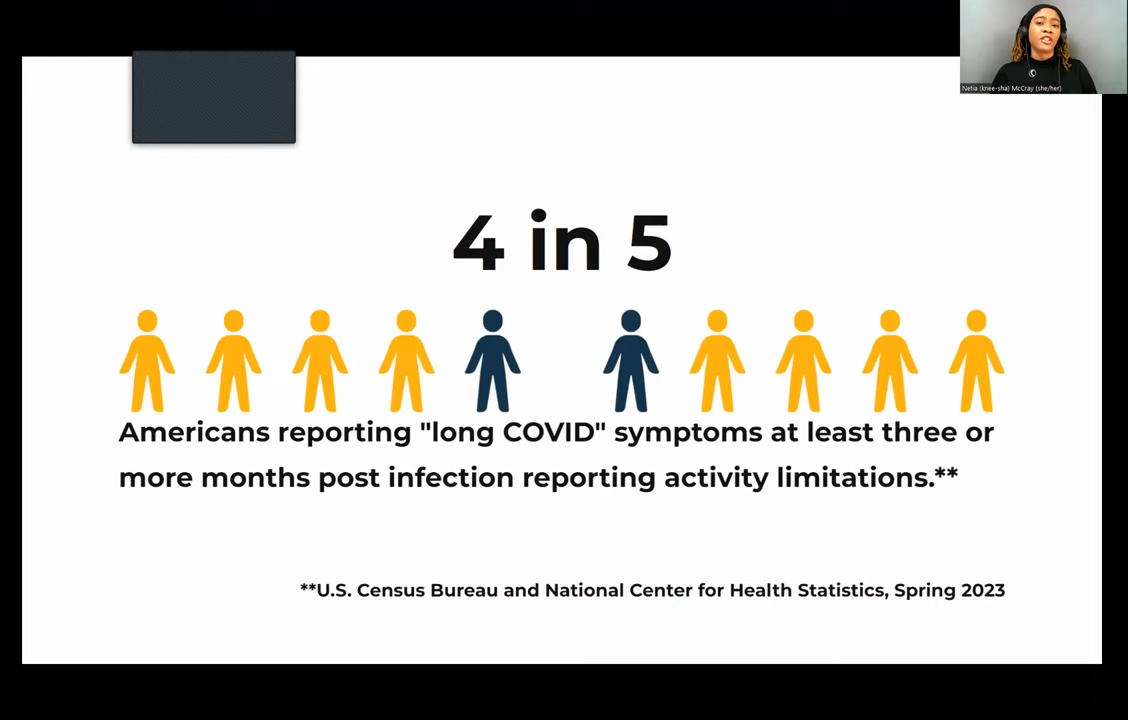 Netia (knee-sha) McCray (she/her)
4 in 5
Americans reporting "long COVID" symptoms at least three or
more months post infection reporting activity limitations.**
**U.S. Census Bureau and National Center for Health Statistics, Spring 2023